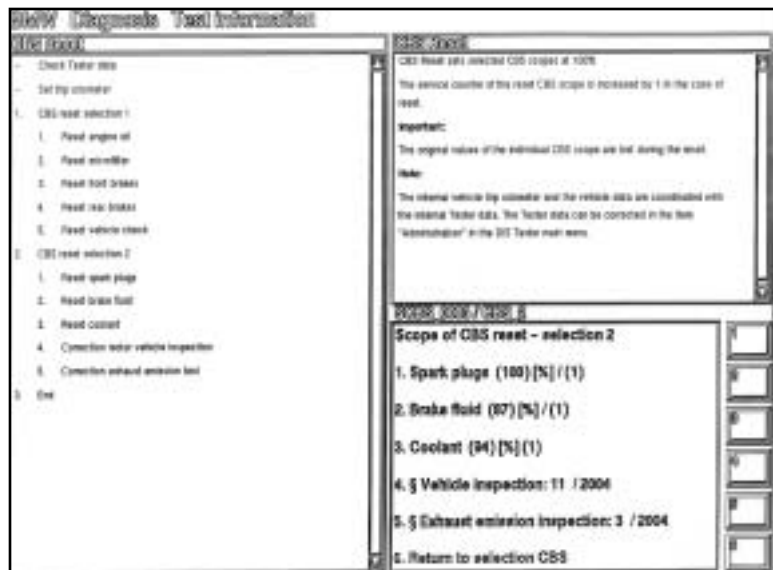 BMW Diagnosis Test information
CBS Reset
- Check Tester data
- Set trip odometer
1. CBS reset selection 1
1. Reset engine oil
2. Reset microfilter
3. Reset front brakes
4. Reset rear brakes
5. Reset vehicle check
2. CBS reset selection 2
1. Reset spark plugs
2. Reset brake fluid
3. Reset coolant
4. Correction motor vehicle inspection
5. Correction exhaust emission test
3. End
CBS Reset
CBS Reset sets selected CBS scopes at 100%
The service counter of the reset CBS scope is increased by 1 in the case of
reset.
Important:
The original values of the individual CBS scope are lost during the reset.
Note:
The internal vehicle trip odometer and the vehicle data are coordinated with
the internal Tester data. The Tester data can be corrected in the item
"Administration" in the DIS Tester main menu.
Scope of CBS reset – selection 2
1. Spark plugs (100) [%] / (1)
2. Brake fluid (97) [%] / (1)
3. Coolant (94) [%] (1)
4. § Vehicle inspection: 11 / 2004
5. § Exhaust emission inspection: 3 / 2004
6. Return to selection CBS